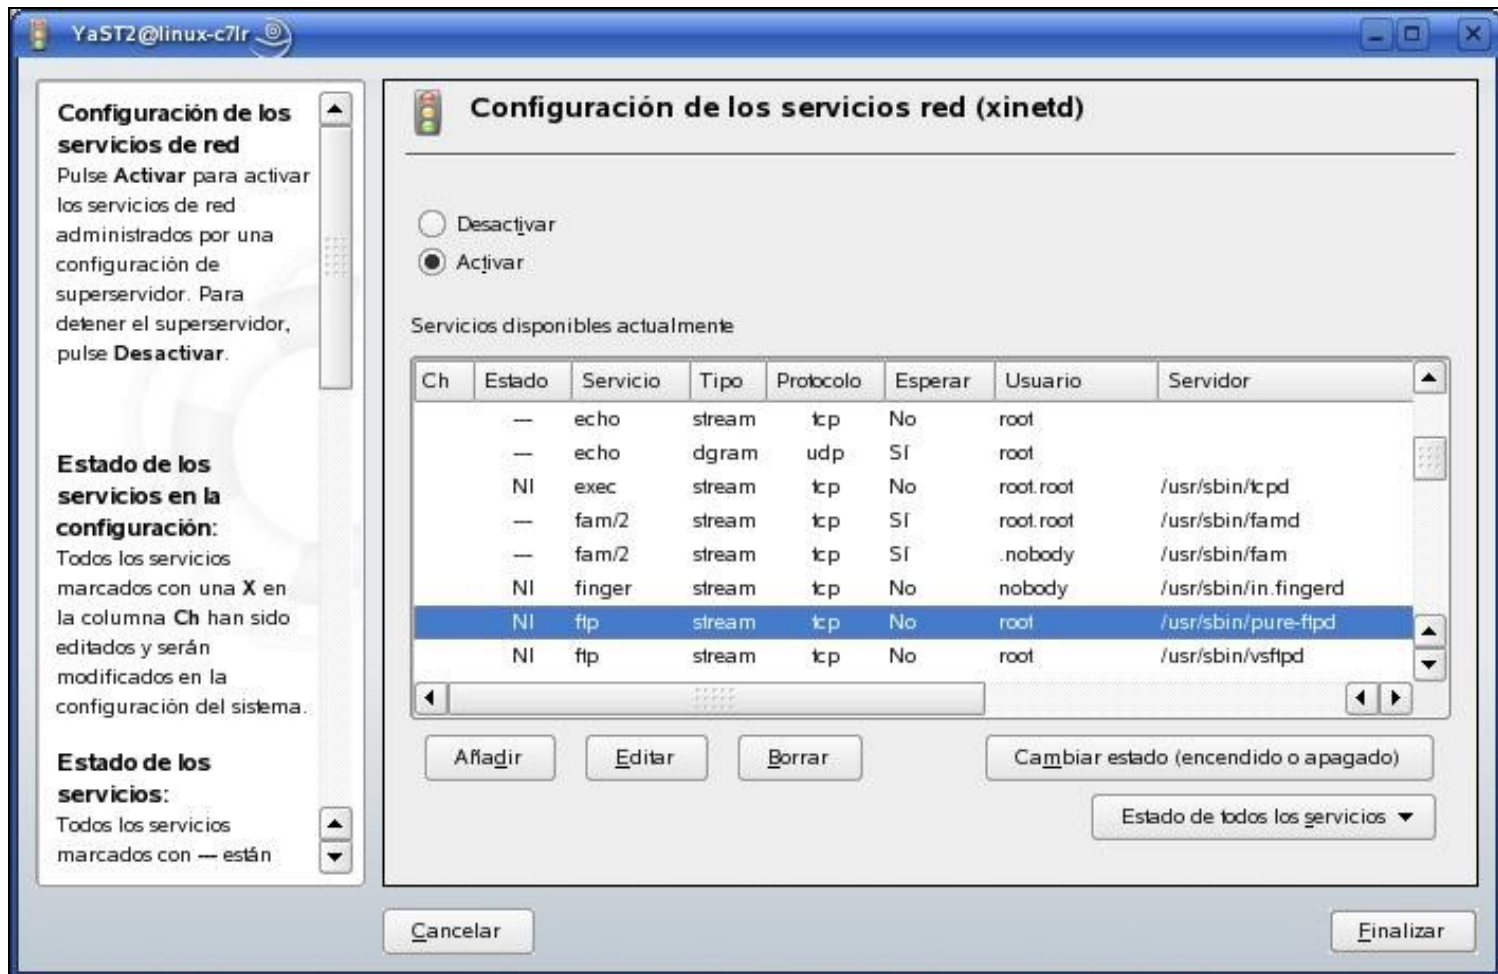 YaST2@linux-c7lr
Configuración de los
servicios de red
Pulse Activar para activar
los servicios de red
administrados por una
configuración de
superservidor. Para
detener el superservidor,
pulse Desactivar.
Estado de los
servicios en la
configuración:
Todos los servicios
marcados con una X en
la columna Ch han sido
editados y serán
modificados en la
configuración del sistema.
Estado de los
servicios:
Todos los servicios
marcados con --- están
Configuración de los servicios red (xinetd)
Desactivar
Activar
Servicios disponibles actualmente
Ch Estado Servicio Tipo Protocolo Esperar Usuario Servidor
--- echo stream tcp No root
--- echo dgram udp Sí root
NI exec stream tcp No root.root /usr/sbin/tcpd
--- fam/2 stream tcp Sí root.root /usr/sbin/famd
--- fam/2 stream tcp Sí .nobody /usr/sbin/fam
NI finger stream tcp No nobody /usr/sbin/in.fingerd
NI ftp stream tcp No root /usr/sbin/pure-ftpd
NI ftp stream tcp No root /usr/sbin/vsftpd
Añadir Editar Borrar Cambiar estado (encendido o apagado)
Estado de todos los servicios
Cancelar Finalizar